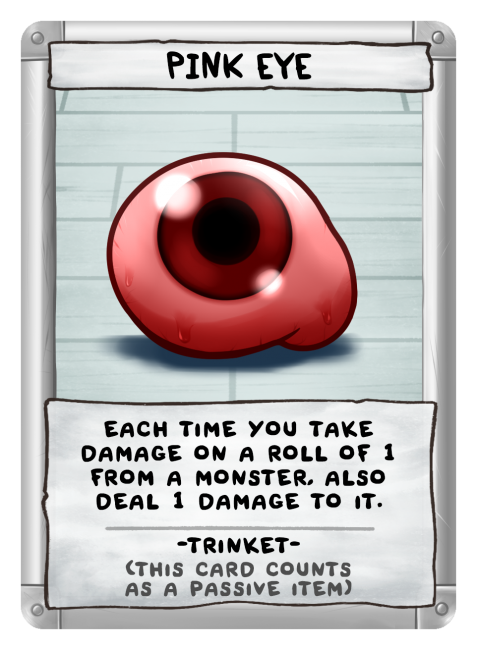 PINK EYE
EACH TIME YOU TAKE
DAMAGE ON A ROLL OF 1
FROM A MONSTER, ALSO
DEAL 1 DAMAGE TO IT.
-TRINKET-
(THIS CARD COUNTS
AS A PASSIVE ITEM)